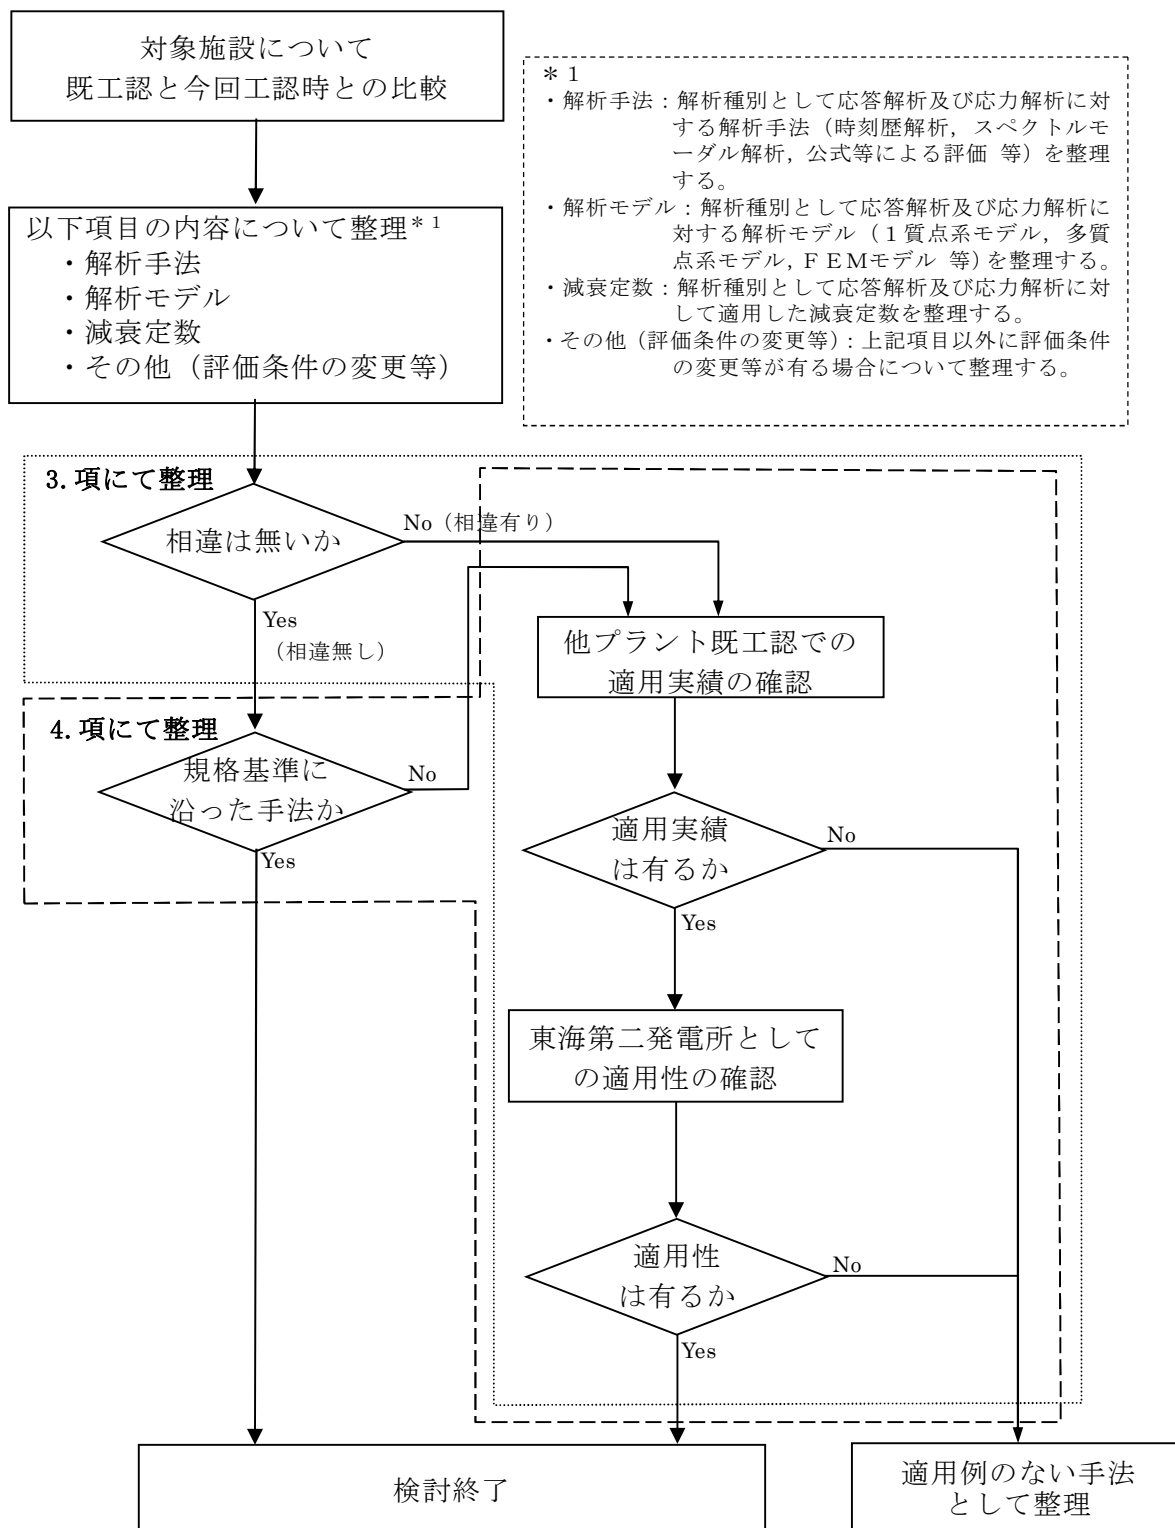 対象施設について
既工認と今回工認時との比較
以下項目の内容について整理*1
・解析手法
・解析モデル
・減衰定数
・その他（評価条件の変更等）
＊1
・解析手法：解析種別として応答解析及び応力解析に対
する解析手法（時刻歴解析，スペクトルモ
ーダル解析，公式等による評価 等）を整理
する。
・解析モデル：解析種別として応答解析及び応力解析に
対する解析モデル（１質点系モデル，多質
点系モデル，ＦＥＭモデル 等）を整理する。
・減衰定数：解析種別として応答解析及び応力解析に対
して適用した減衰定数を整理する。
・その他（評価条件の変更等）：上記項目以外に評価条件
の変更等が有る場合について整理する。
3.項にて整理
相違は無いか
No（相違有り）
Yes
（相違無し）
他プラント既工認での
適用実績の確認
4.項にて整理
規格基準に
沿った手法か
No
Yes
適用実績
は有るか
No
Yes
東海第二発電所として
の適用性の確認
適用性
は有るか
No
Yes
検討終了
適用例のない手法
として整理